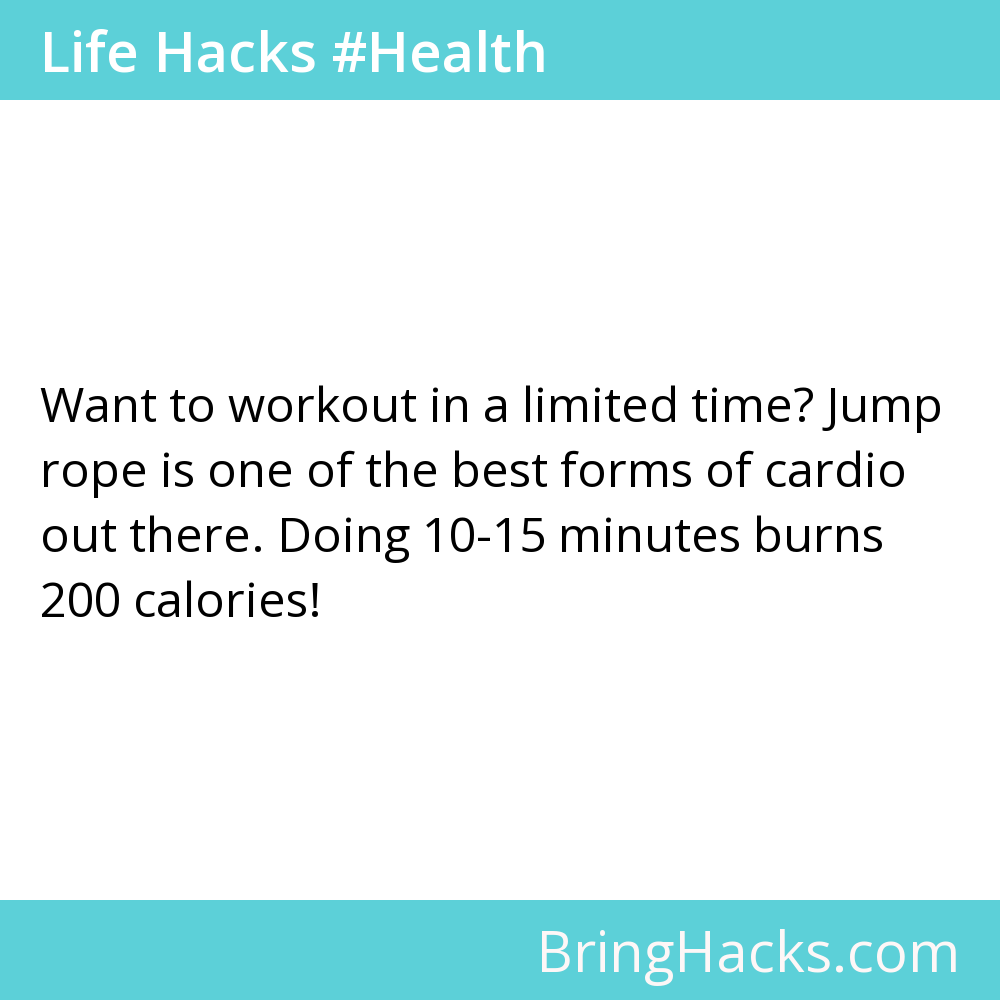 Life Hacks #Health
Want to workout in a limited time? Jump
rope is one of the best forms of cardio
out there. Doing 10-15 minutes burns
200 calories!
BringHacks.com